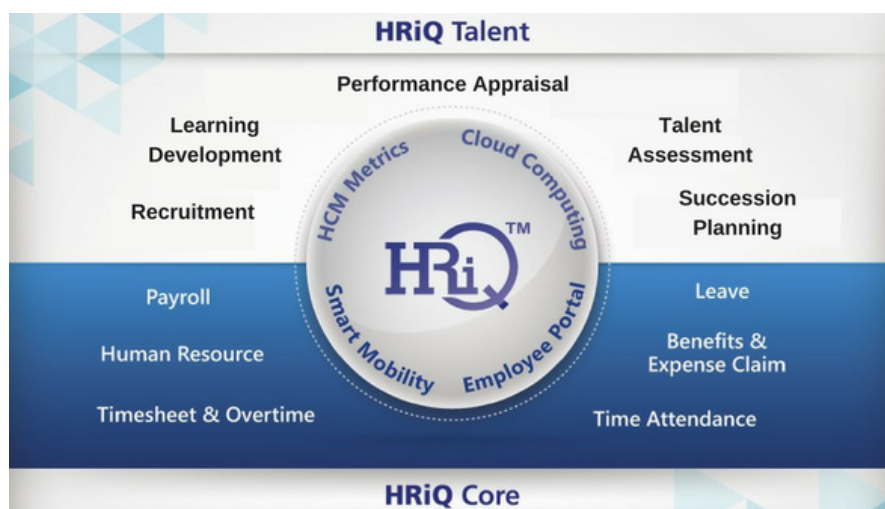 HRiQ Talent
Performance Appraisal
Learning
Development
Talent
Assessment
Recruitment
Succession
Planning
HCM Metrics
Cloud Computing
HRiQ™
Smart Mobility
Employee Portal
Payroll
Leave
Human Resource
Benefits &
Expense Claim
Timesheet & Overtime
Time Attendance
HRiQ Core